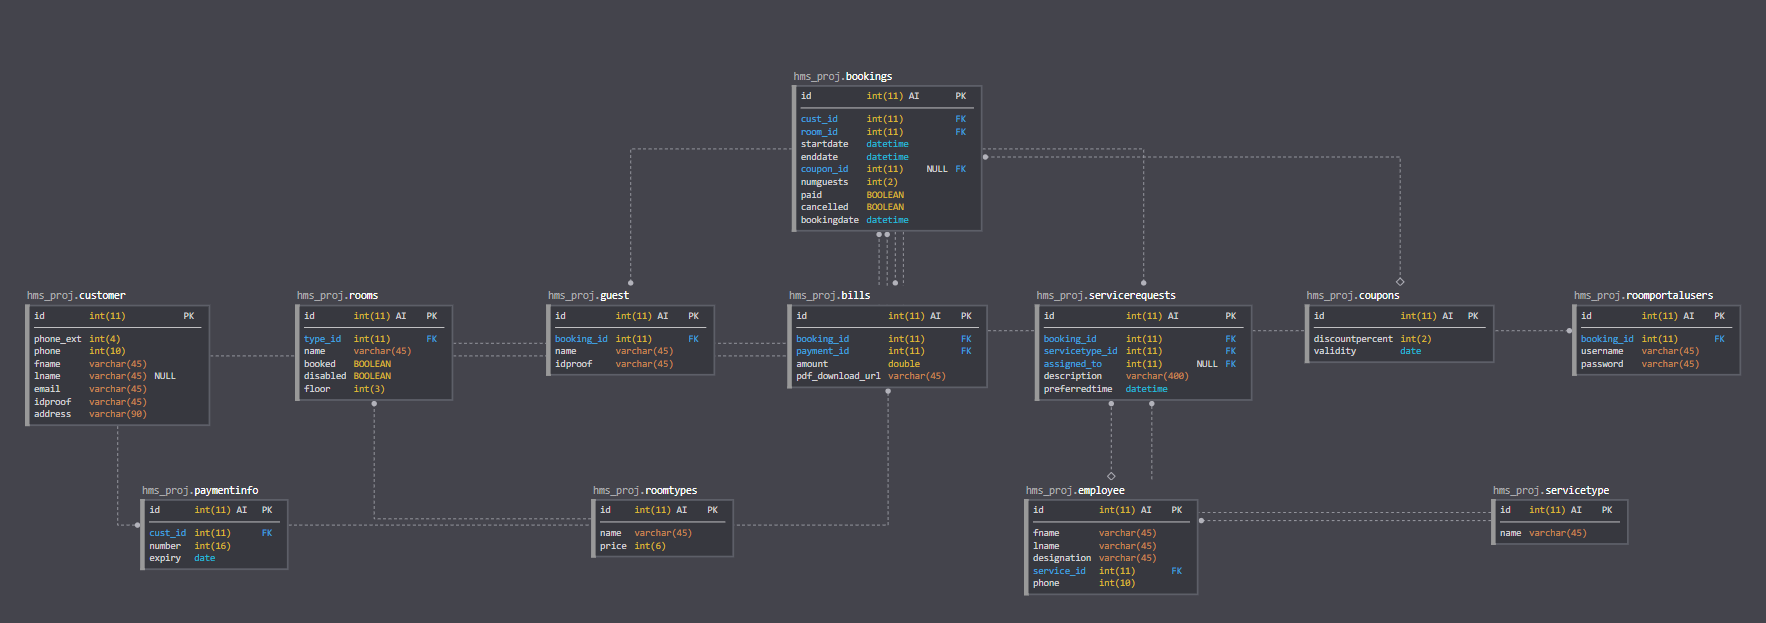 hms_proj.bookings
id int(11) AI PK
cust_id int(11) FK
room_id int(11) FK
startdate datetime
enddate datetime
coupon_id int(11) NULL FK
numguests int(2)
paid BOOLEAN
cancelled BOOLEAN
bookingdate datetime
hms_proj.customer
id int(11) PK
phone_ext int(4)
phone int(10)
fname varchar(45)
lname varchar(45) NULL
email varchar(45)
idproof varchar(45)
address varchar(90)
hms_proj.rooms
id int(11) AI PK
type_id int(11) FK
name varchar(45)
booked BOOLEAN
disabled BOOLEAN
floor int(3)
hms_proj.guest
id int(11) AI PK
booking_id int(11) FK
name varchar(45)
idproof varchar(45)
hms_proj.bills
id int(11) AI PK
booking_id int(11) FK
payment_id int(11) FK
amount double
pdf_download_url varchar(45)
hms_proj.servicerequests
id int(11) AI PK
booking_id int(11) FK
servicetype_id int(11) FK
assigned_to int(11) NULL FK
description varchar(400)
preferredtime datetime
hms_proj.coupons
id int(11) AI PK
discountpercent int(2)
validity date
hms_proj.roomportalusers
id int(11) AI PK
booking_id int(11) FK
username varchar(45)
password varchar(45)
hms_proj.paymentinfo
id int(11) AI PK
cust_id int(11) FK
number int(16)
expiry date
hms_proj.roomtypes
id int(11) AI PK
name varchar(45)
price int(6)
hms_proj.employee
id int(11) AI PK
fname varchar(45)
lname varchar(45)
designation varchar(45)
service_id int(11) FK
phone int(10)
hms_proj.servicetype
id int(11) AI PK
name varchar(45)